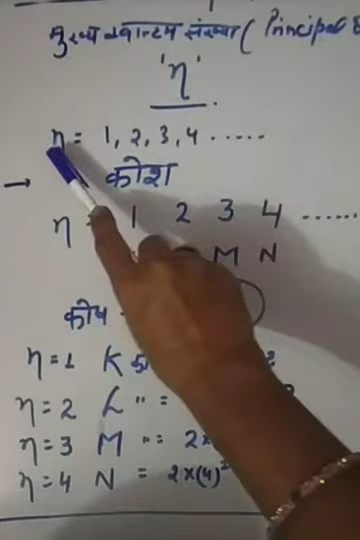 मुख्य क्वान्टम संख्या ( Principal
'η'
η = 1, 2, 3, 4 ......
→ कोश
η = 1 2 3 4 ......
M N
कोष
η=1 K
η=2 L " =
η=3 M " = 2×
η=4 N = 2×(4)²